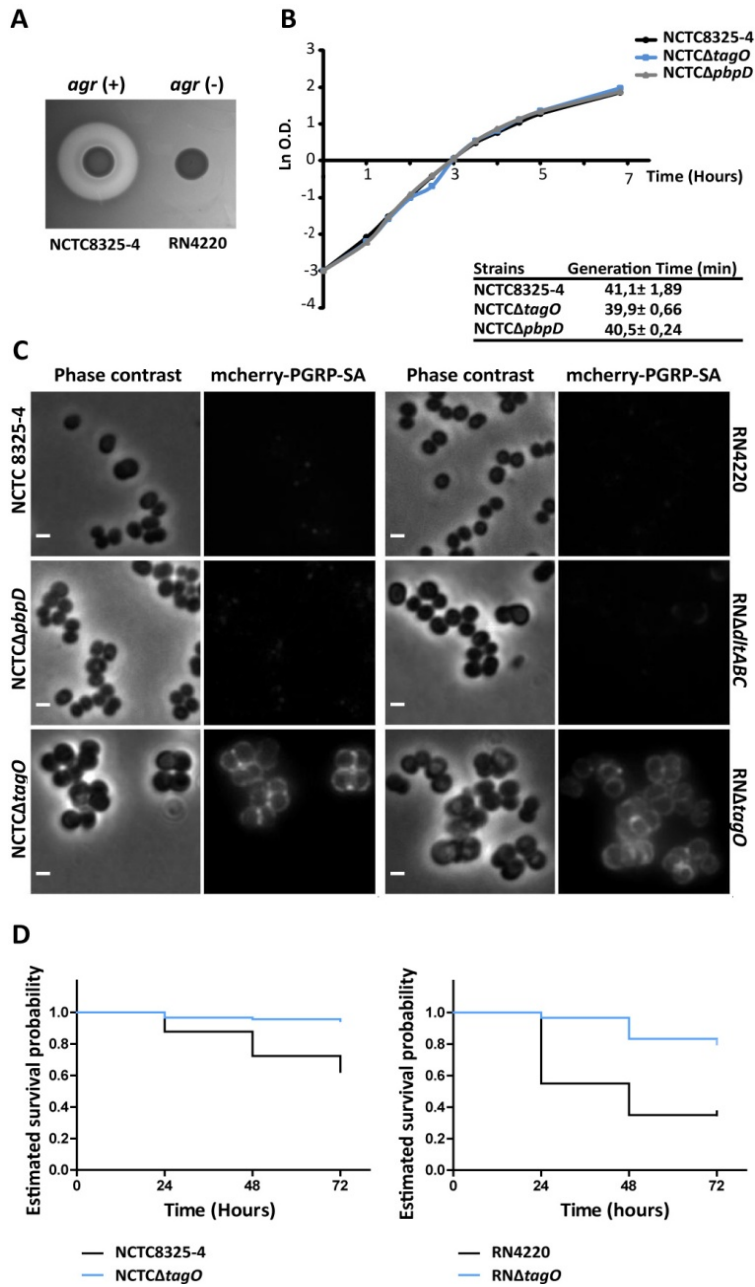 A
agr (+) agr (-)
NCTC8325-4 RN4220
B
NCTC8325-4
NCTCΔtagO
NCTCΔpbpD
3
2
1
0
-1
-2
-3
-4
Ln O.D.
1 3 5 7
Time (Hours)
Strains Generation Time (min)
NCTC8325-4 41,1± 1,89
NCTCΔtagO 39,9± 0,66
NCTCΔpbpD 40,5± 0,24
C
Phase contrast mcherry-PGRP-SA Phase contrast mcherry-PGRP-SA
NCTC 8325-4
RN4220
NCTCΔpbpD
RNΔdltABC
NCTCΔtagO
RNΔtagO
D
Estimated survival probability
1.0
0.8
0.6
0.4
0.2
0.0
0 24 48 72
Time (Hours)
NCTC8325-4
NCTCΔtagO
Estimated survival probability
1.0
0.8
0.6
0.4
0.2
0.0
0 24 48 72
Time (hours)
RN4220
RNΔtagO